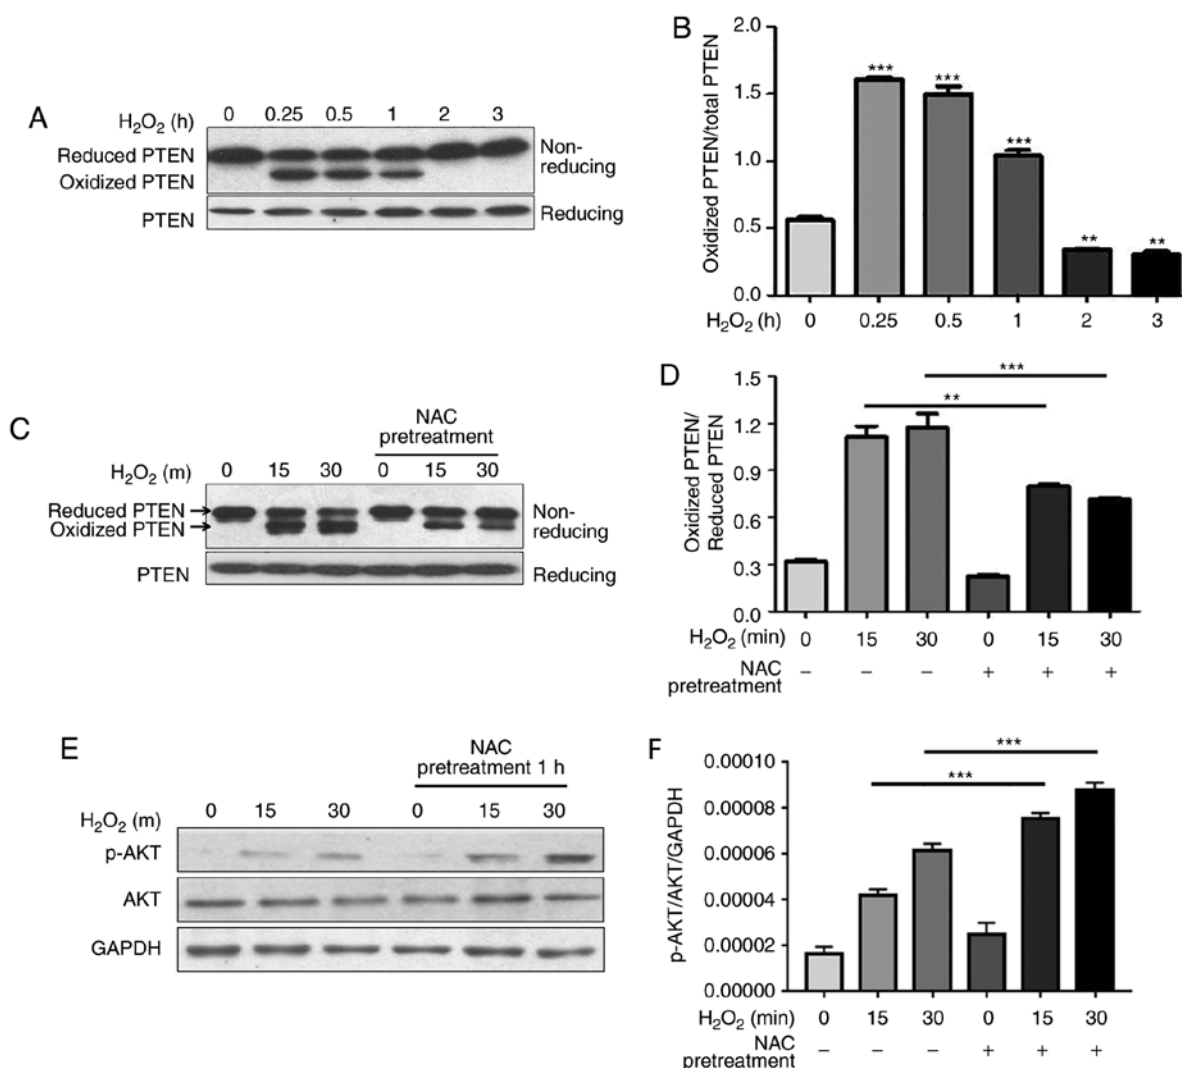 A
H2O2 (h) 0 0.25 0.5 1 2 3
Reduced PTEN
Oxidized PTEN
Non-
reducing
PTEN
Reducing
B
Oxidized PTEN/total PTEN
2.0
1.5
1.0
0.5
0.0
*** *** *** ** **
H2O2 (h) 0 0.25 0.5 1 2 3
C
NAC
pretreatment
H2O2 (m) 0 15 30 0 15 30
Reduced PTEN
Oxidized PTEN
Non-
reducing
PTEN
Reducing
D
Oxidized PTEN/
Reduced PTEN
1.5
1.2
0.9
0.6
0.3
0.0
***
**
H2O2 (min) 0 15 30 0 15 30
NAC
pretreatment − − − + + +
E
NAC
pretreatment 1 h
H2O2 (m) 0 15 30 0 15 30
p-AKT
AKT
GAPDH
F
p-AKT/AKT/GAPDH
0.00010
0.00008
0.00006
0.00004
0.00002
0.00000
***
***
H2O2 (min) 0 15 30 0 15 30
NAC
pretreatment − − − + + +